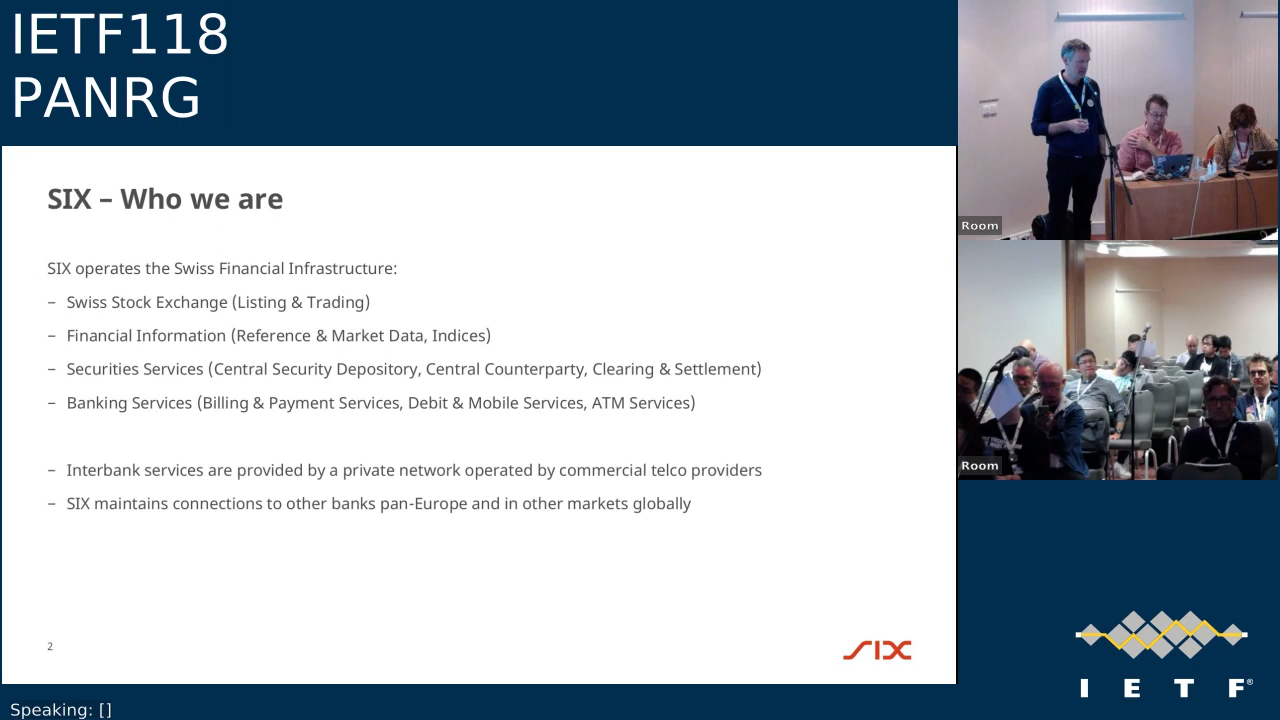 IETF118
PANRG
SIX – Who we are
SIX operates the Swiss Financial Infrastructure:
– Swiss Stock Exchange (Listing & Trading)
– Financial Information (Reference & Market Data, Indices)
– Securities Services (Central Security Depository, Central Counterparty, Clearing & Settlement)
– Banking Services (Billing & Payment Services, Debit & Mobile Services, ATM Services)
– Interbank services are provided by a private network operated by commercial telco providers
– SIX maintains connections to other banks pan-Europe and in other markets globally
2
SIX
Room
Room
I E T F®
Speaking: []